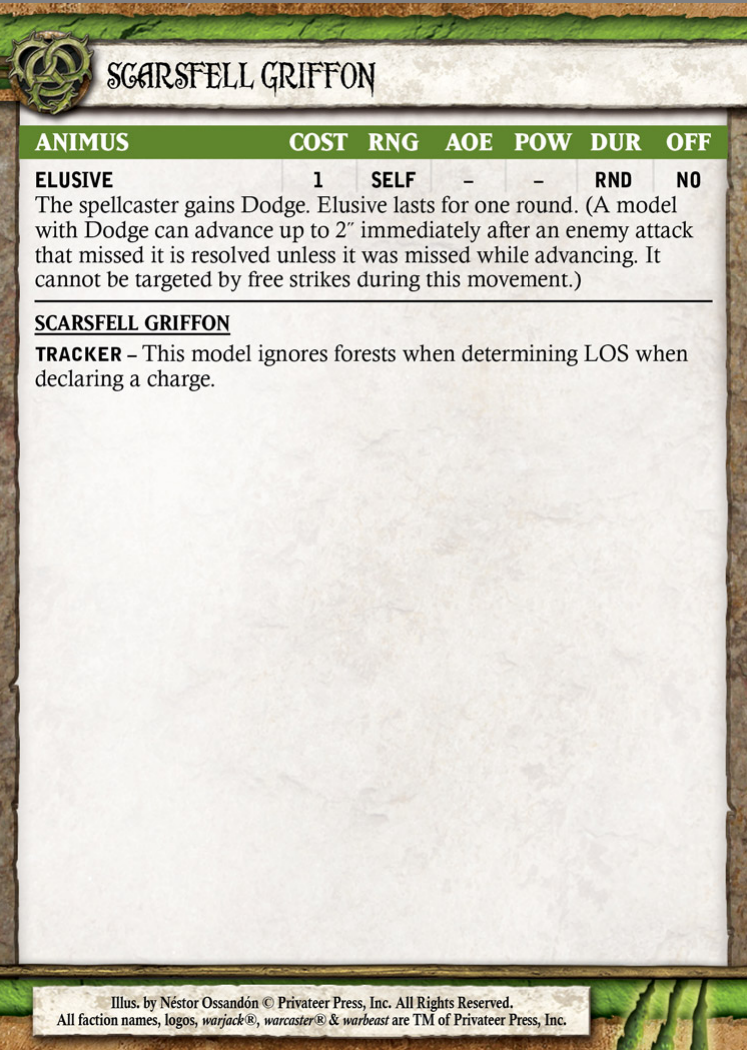 SCARSFELL GRIFFON
ANIMUS COST RNG AOE POW DUR OFF
ELUSIVE 1 SELF – – RND NO
The spellcaster gains Dodge. Elusive lasts for one round. (A model
with Dodge can advance up to 2″ immediately after an enemy attack
that missed it is resolved unless it was missed while advancing. It
cannot be targeted by free strikes during this movement.)
SCARSFELL GRIFFON
TRACKER – This model ignores forests when determining LOS when
declaring a charge.
Illus. by Néstor Ossandón © Privateer Press, Inc. All Rights Reserved.
All faction names, logos, warjack®, warcaster® & warbeast are TM of Privateer Press, Inc.